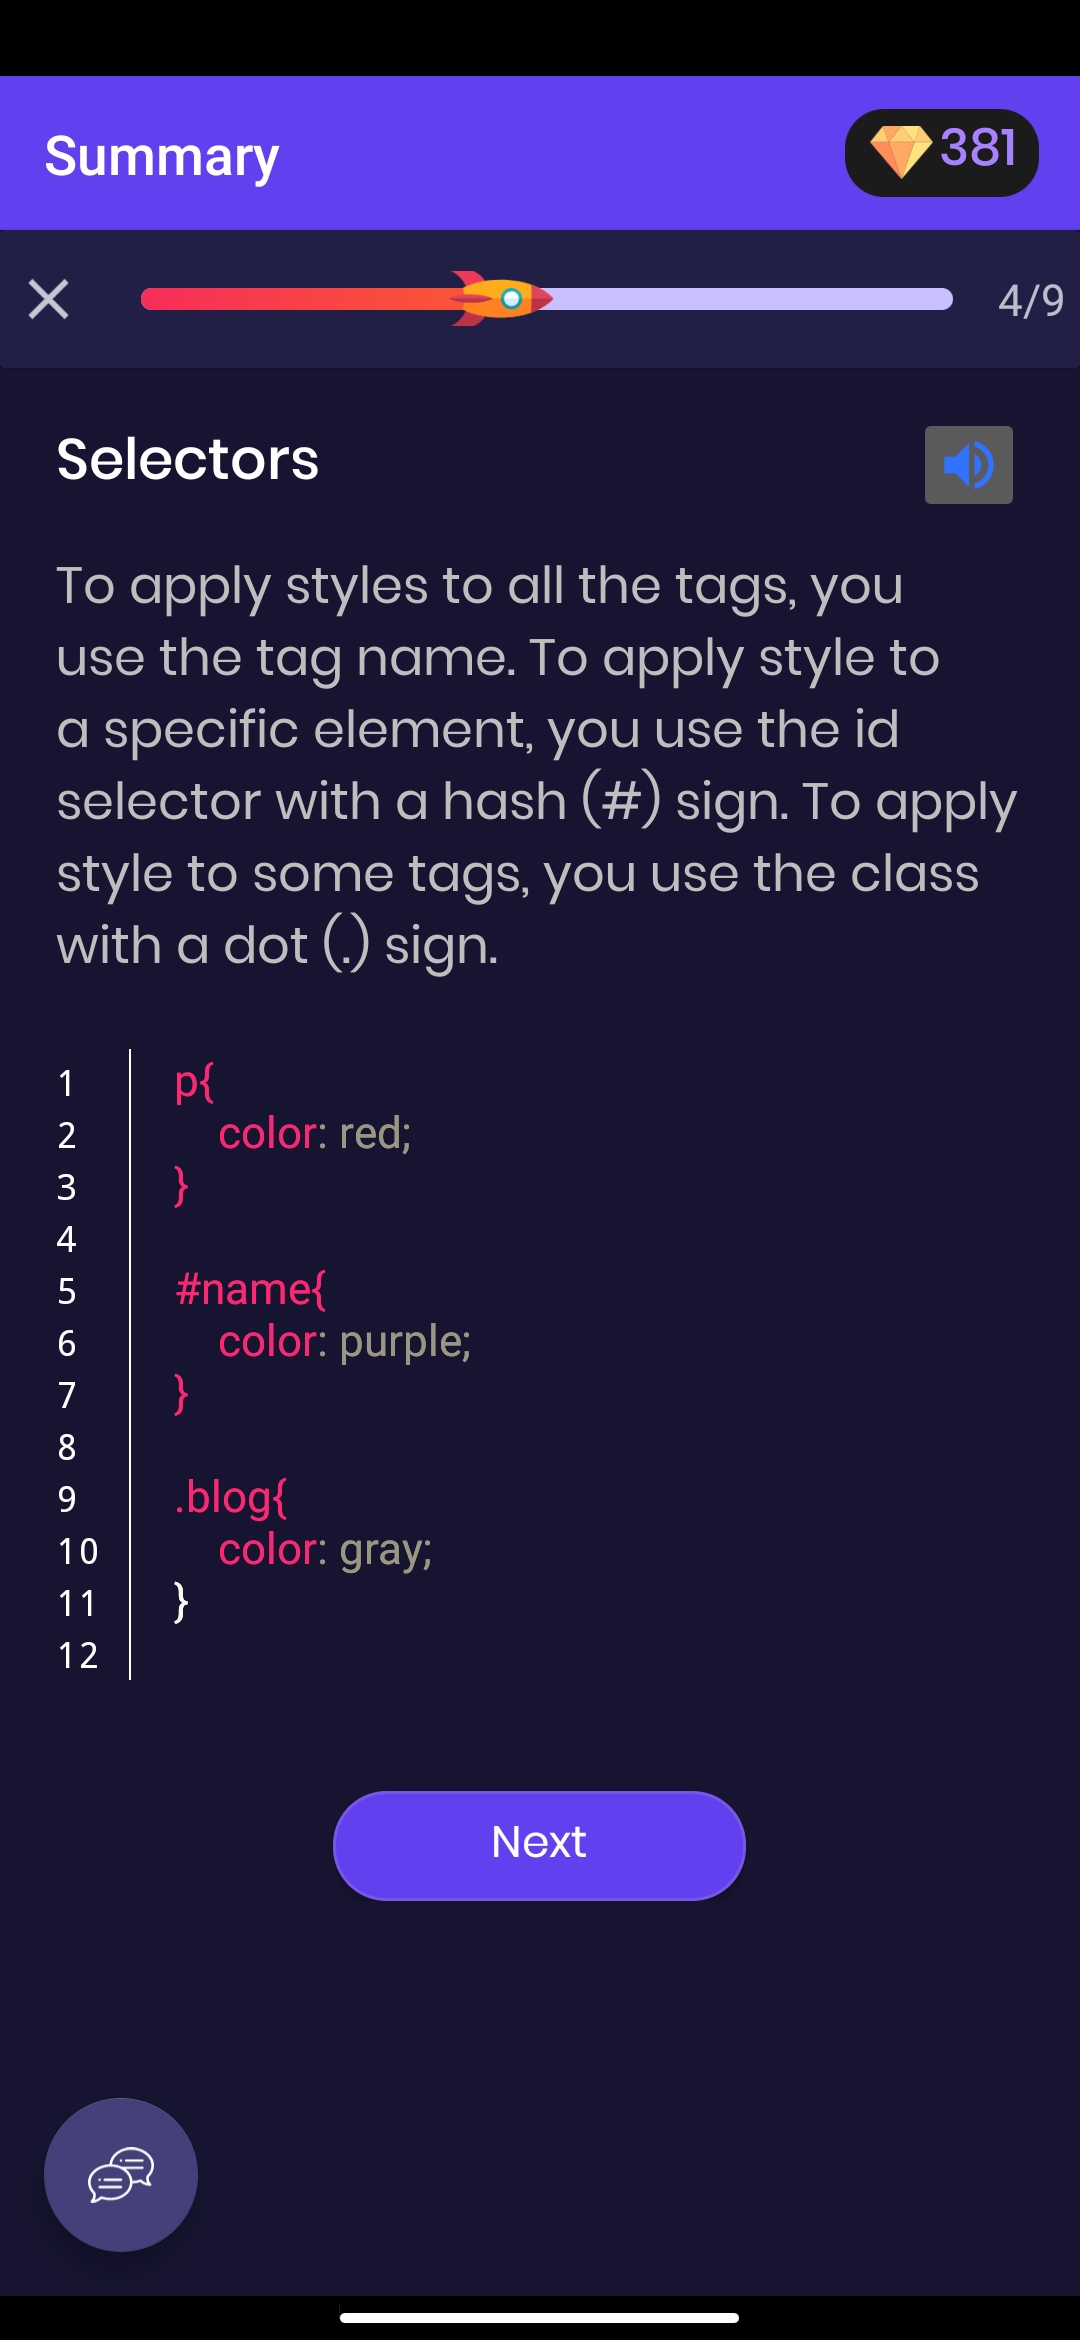 Summary
381
4/9
Selectors
To apply styles to all the tags, you
use the tag name. To apply style to
a specific element, you use the id
selector with a hash (#) sign. To apply
style to some tags, you use the class
with a dot (.) sign.
1 p{
2 color: red;
3 }
4
5 #name{
6 color: purple;
7 }
8
9 .blog{
10 color: gray;
11 }
12
Next